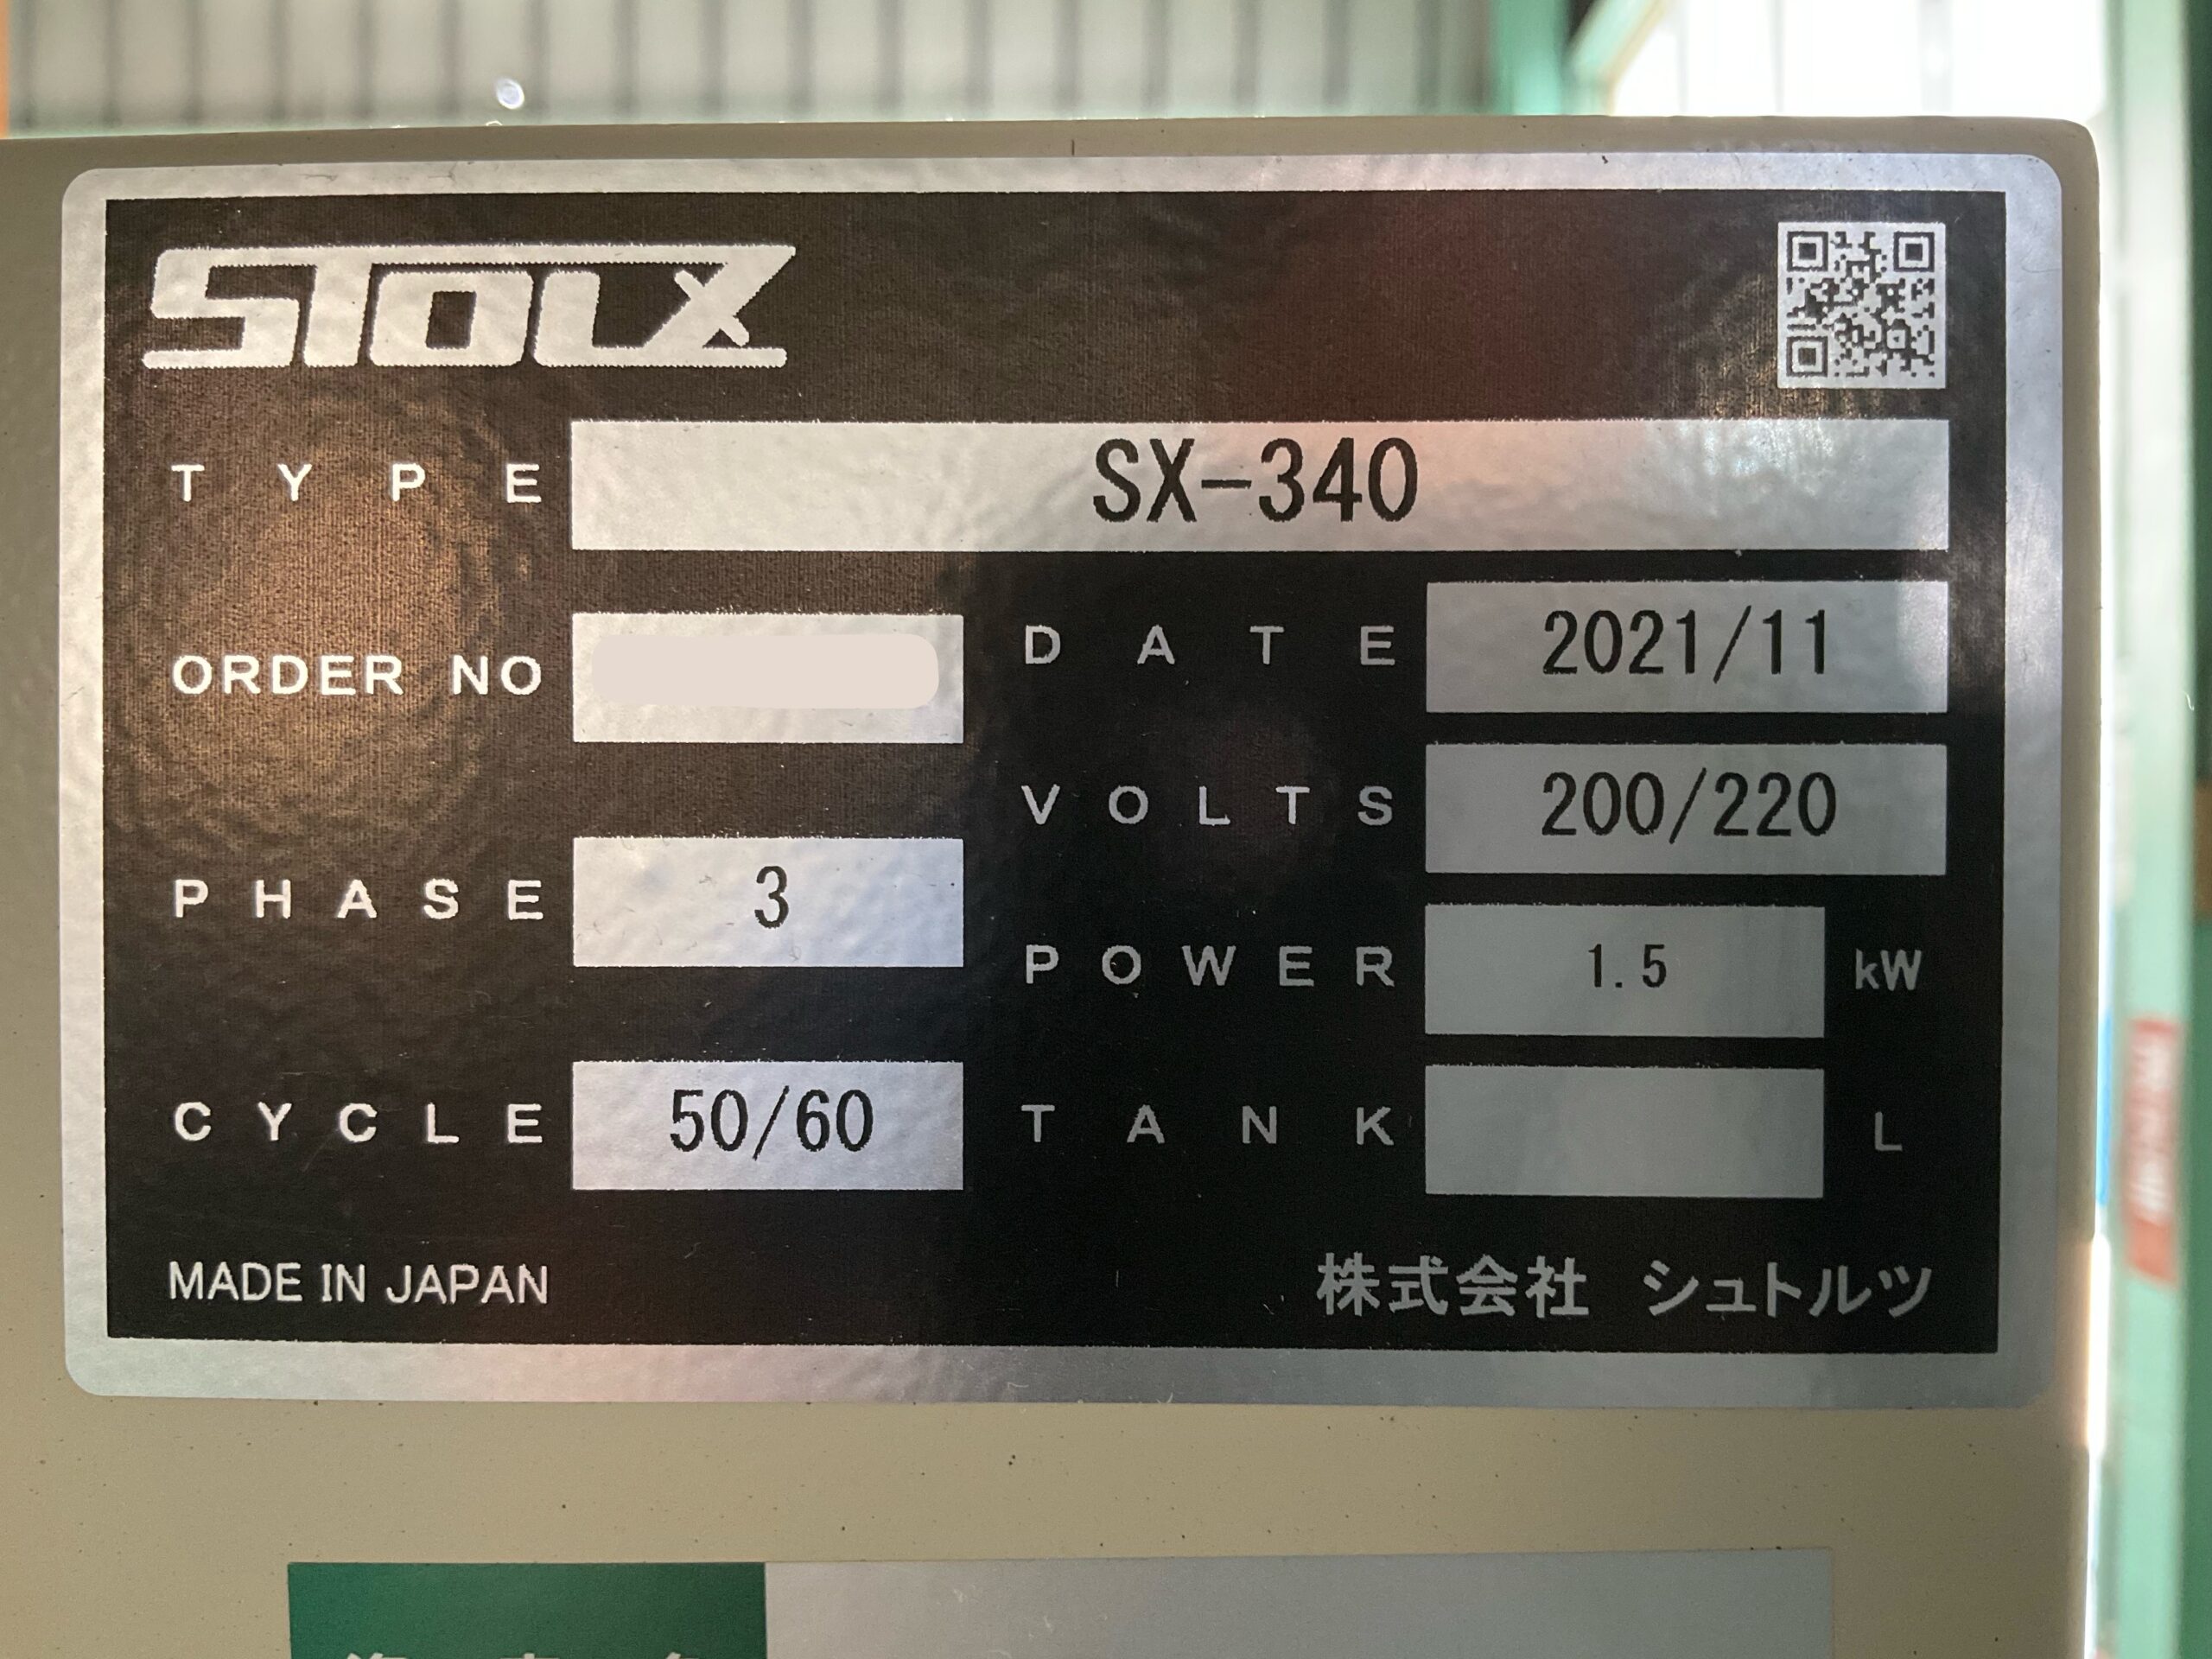 STOLZ
TYPE SX-340
ORDER NO
DATE 2021/11
VOLTS 200/220
PHASE 3
POWER 1.5 kW
CYCLE 50/60
TANK L
MADE IN JAPAN
株式会社 シュトルツ